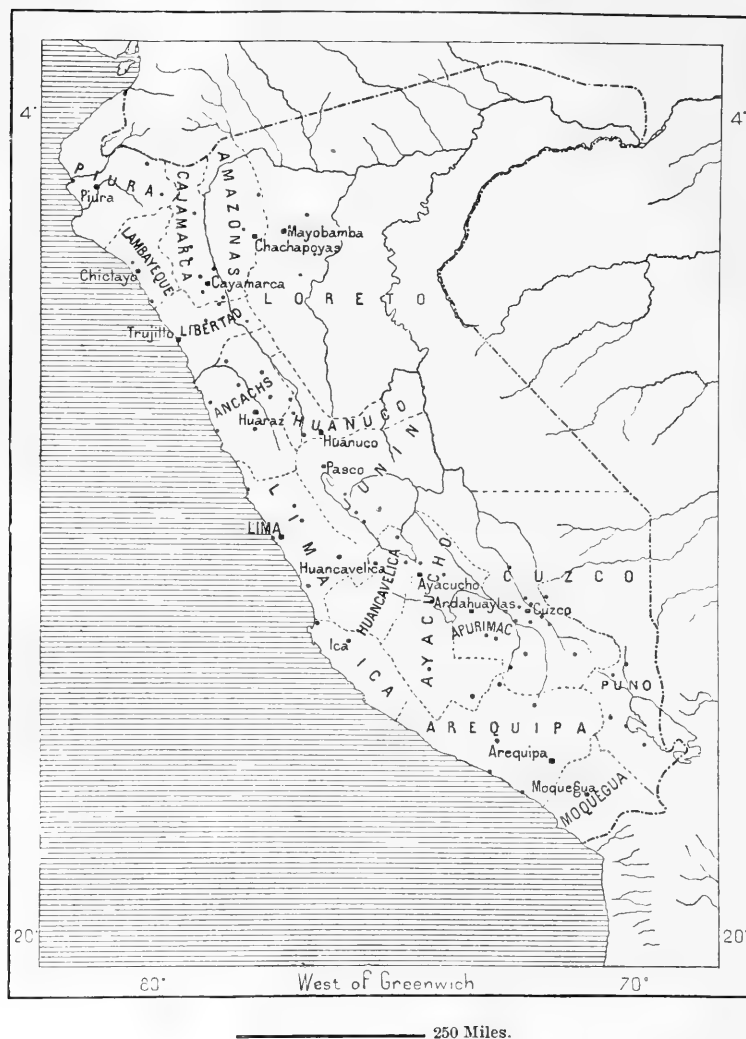 4°
4°
PIURA
Piura
CAJAMARCA
AMAZONAS
Mayobamba
Chachapoyas
LAMBAYEQUE
Chiclayo
Cayamarca
LORETO
Trujillo
LIBERTAD
ANCACHS
Huaraz
HUANUCO
Huánuco
Pasco
JUNIN
LIMA
LIMA
Huancavelica
HUANCAVELICA
AYACUCHO
Ayacucho
CUZCO
Andahuaylas
Cuzco
APURIMAC
Ica
ICA
PUNO
AREQUIPA
Arequipa
Moquegua
MOQUEGUA
20°
20°
80°
West of Greenwich
70°
250 Miles.